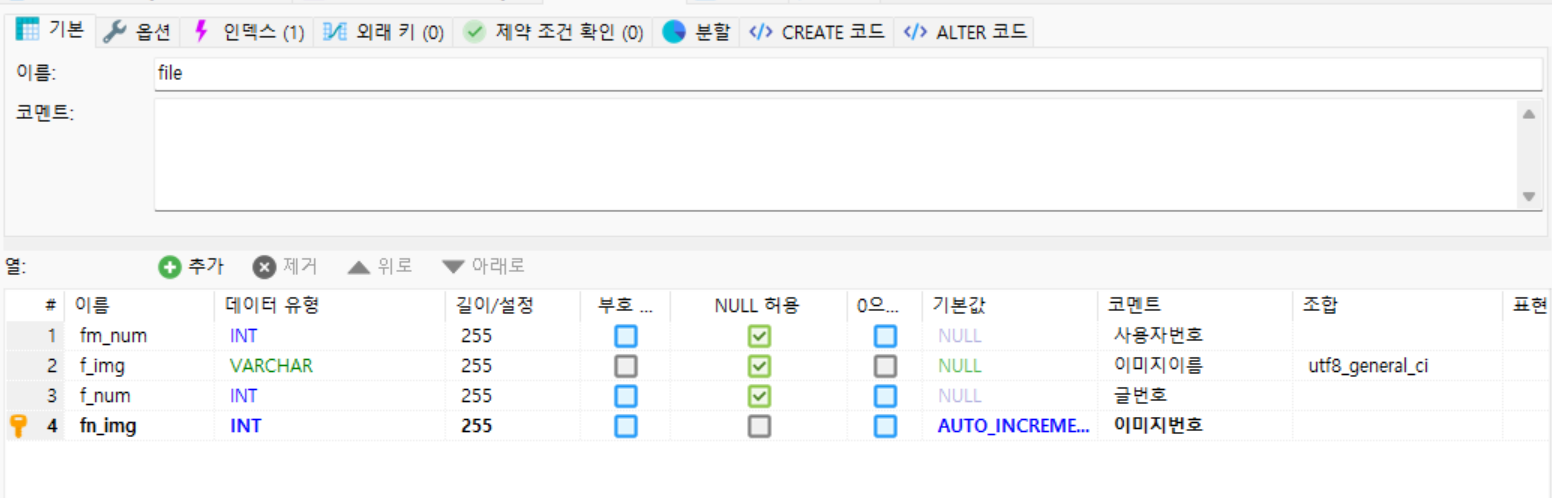 기본 옵션 인덱스 (1) 외래 키 (0) 제약 조건 확인 (0) 분할 </> CREATE 코드 </> ALTER 코드
이름: file
코멘트:
열: 추가 제거 위로 아래로
# 이름 데이터 유형 길이/설정 부호 ... NULL 허용 0으... 기본값 코멘트 조합 표현
1 fm_num INT 255 NULL 사용자번호
2 f_img VARCHAR 255 NULL 이미지이름 utf8_general_ci
3 f_num INT 255 NULL 글번호
4 fn_img INT 255 AUTO_INCREME... 이미지번호